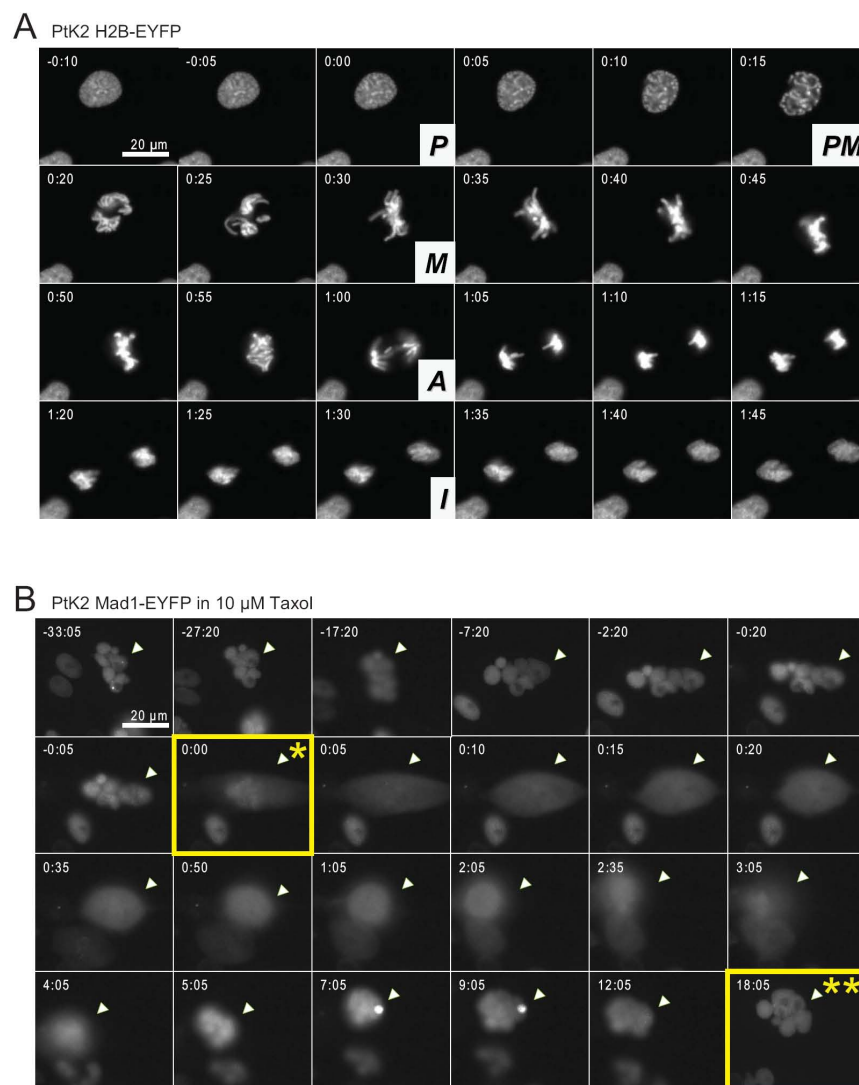 A PtK2 H2B-EYFP
-0:10 -0:05 0:00 0:05 0:10 0:15
20 µm P PM
0:20 0:25 0:30 0:35 0:40 0:45
M
0:50 0:55 1:00 1:05 1:10 1:15
A
1:20 1:25 1:30 1:35 1:40 1:45
I
B PtK2 Mad1-EYFP in 10 µM Taxol
-33:05 -27:20 -17:20 -7:20 -2:20 -0:20
20 µm
-0:05 0:00 * 0:05 0:10 0:15 0:20
0:35 0:50 1:05 2:05 2:35 3:05
4:05 5:05 7:05 9:05 12:05 18:05 **